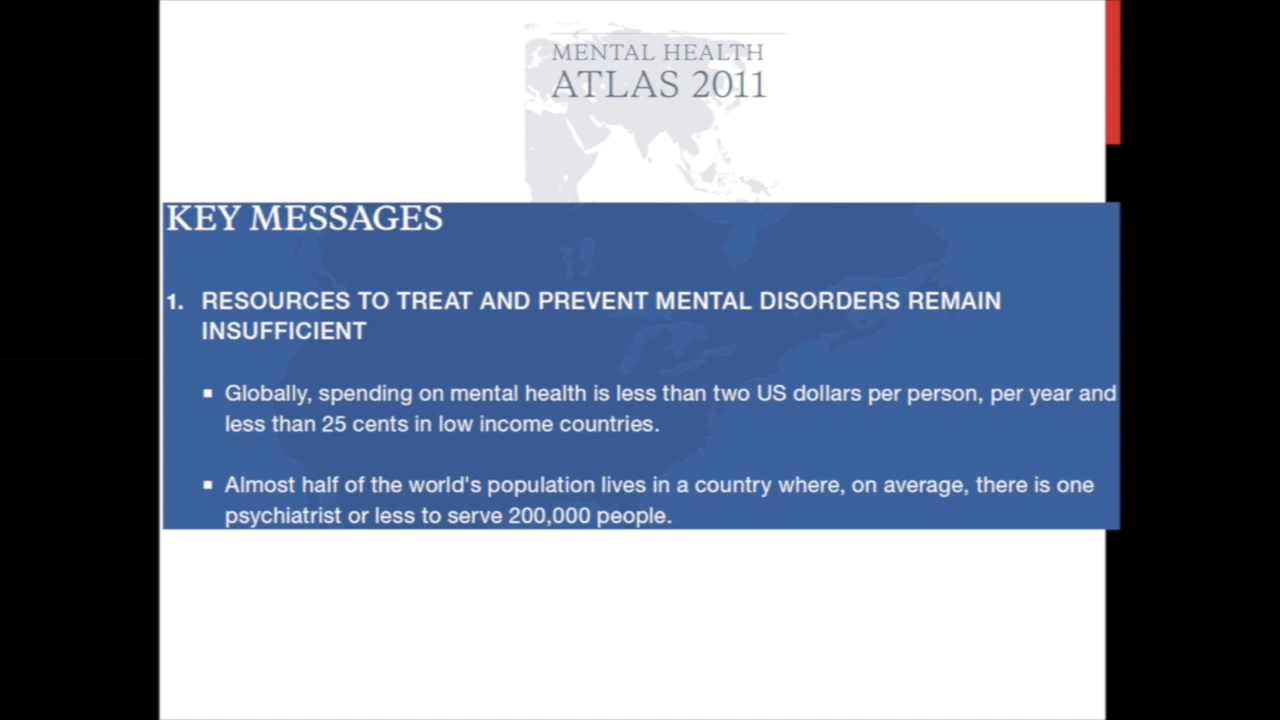 MENTAL HEALTH
ATLAS 2011
KEY MESSAGES
1. RESOURCES TO TREAT AND PREVENT MENTAL DISORDERS REMAIN
INSUFFICIENT
▪ Globally, spending on mental health is less than two US dollars per person, per year and
less than 25 cents in low income countries.
▪ Almost half of the world's population lives in a country where, on average, there is one
psychiatrist or less to serve 200,000 people.